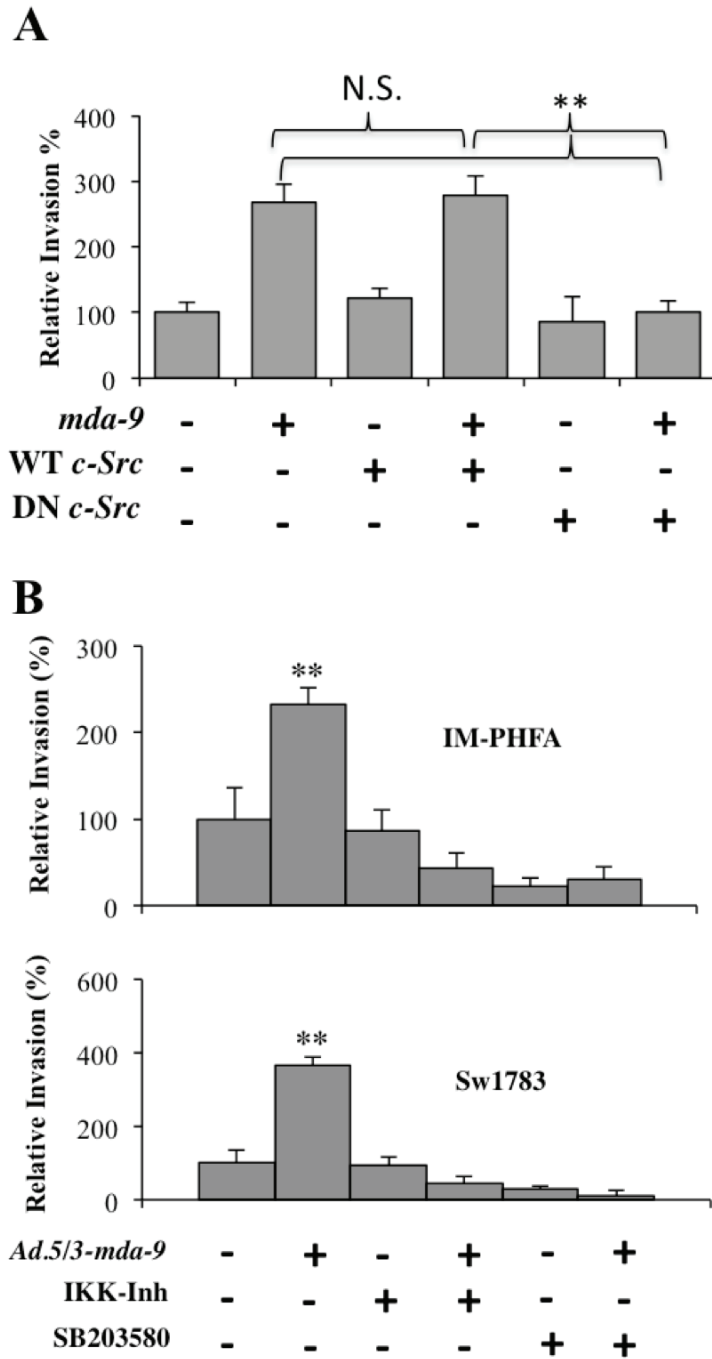 A
N.S.
**
400
300
200
100
0
Relative Invasion %
mda-9 - + - + - +
WT c-Src - - + + - -
DN c-Src - - - - + +
B
300
200
100
0
Relative Invasion (%)
**
IM-PHFA
600
400
200
0
Relative Invasion (%)
**
Sw1783
Ad.5/3-mda-9 - + - + - +
IKK-Inh - - + + - -
SB203580 - - - - + +